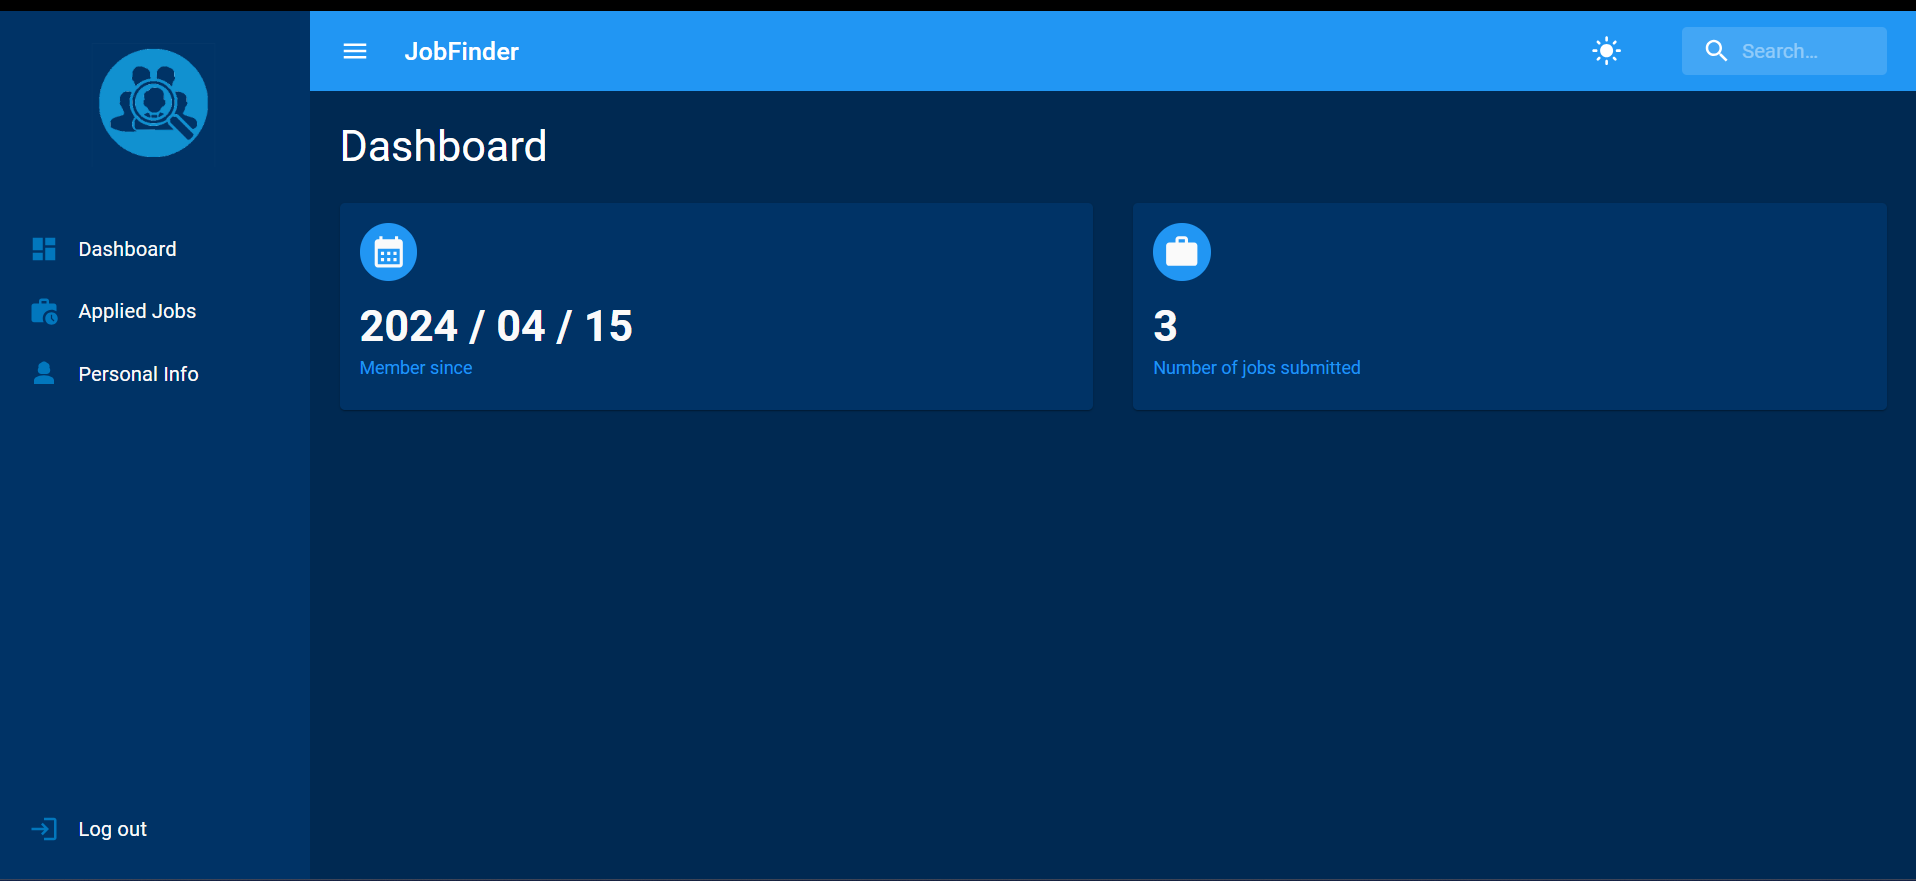 JobFinder
Search…
Dashboard
Applied Jobs
Personal Info
Log out
Dashboard
2024 / 04 / 15
Member since
3
Number of jobs submitted